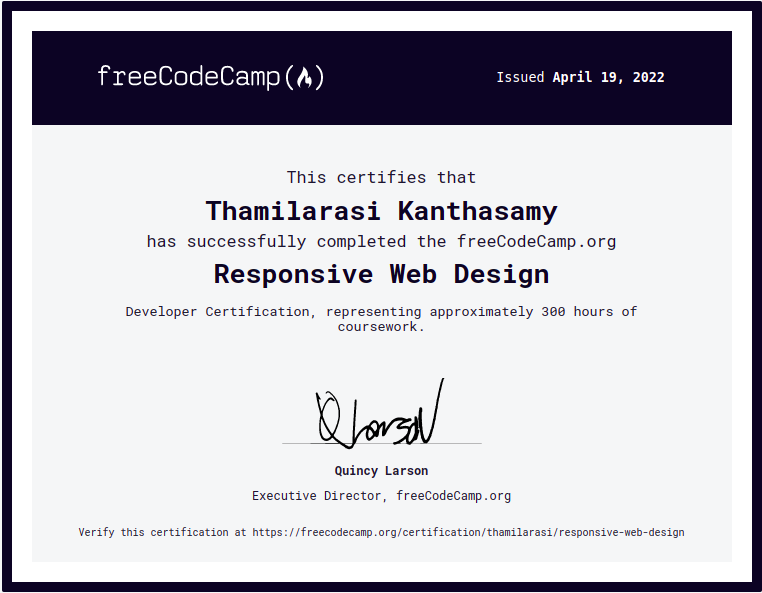 freeCodeCamp(🔥)
Issued April 19, 2022
This certifies that
Thamilarasi Kanthasamy
has successfully completed the freeCodeCamp.org
Responsive Web Design
Developer Certification, representing approximately 300 hours of
coursework.
Q Larson
Quincy Larson
Executive Director, freeCodeCamp.org
Verify this certification at https://freecodecamp.org/certification/thamilarasi/responsive-web-design